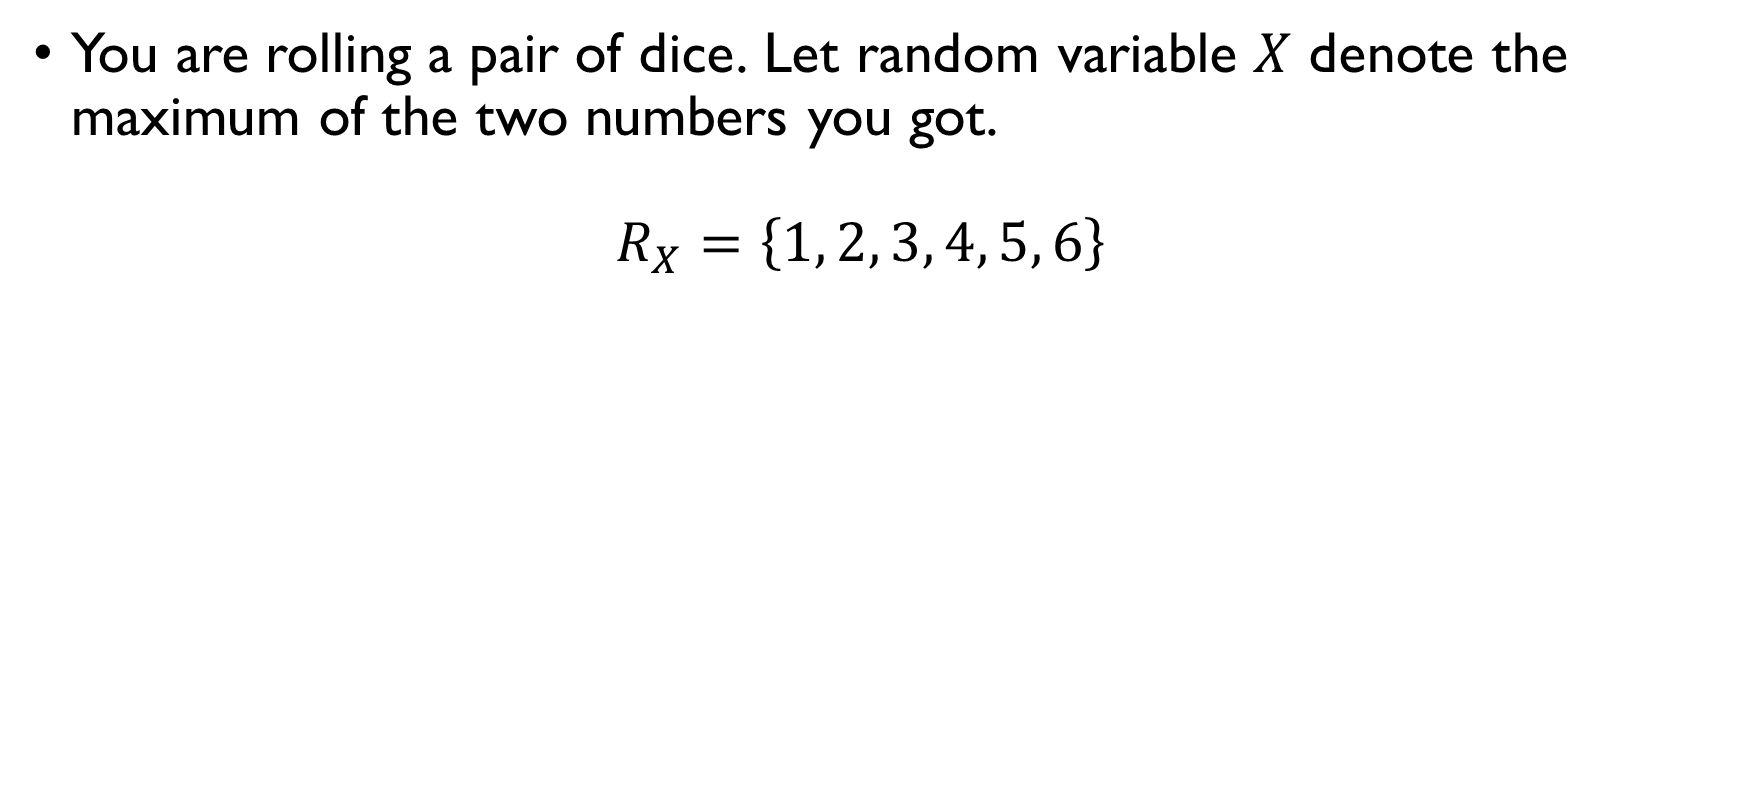 • You are rolling a pair of dice. Let random variable X denote the
maximum of the two numbers you got.
R_X = {1, 2, 3, 4, 5, 6}